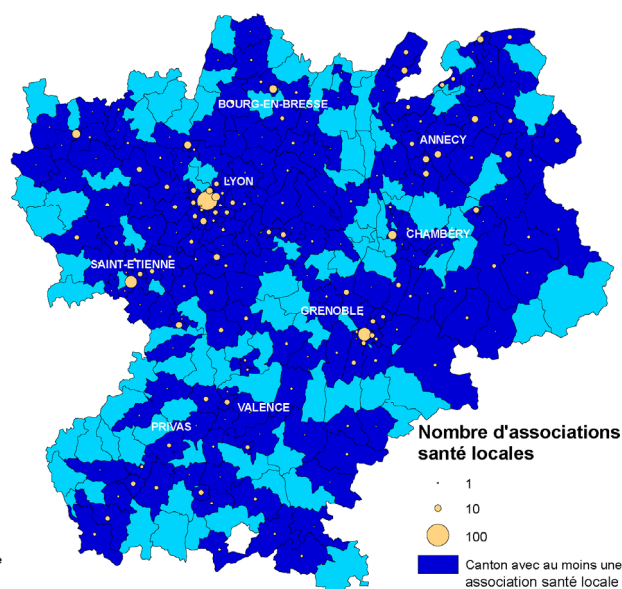 BOURG-EN-BRESSE
ANNECY
LYON
CHAMBÉRY
SAINT-ETIENNE
GRENOBLE
VALENCE
PRIVAS
Nombre d'associations
santé locales
1
10
100
Canton avec au moins une
association santé locale